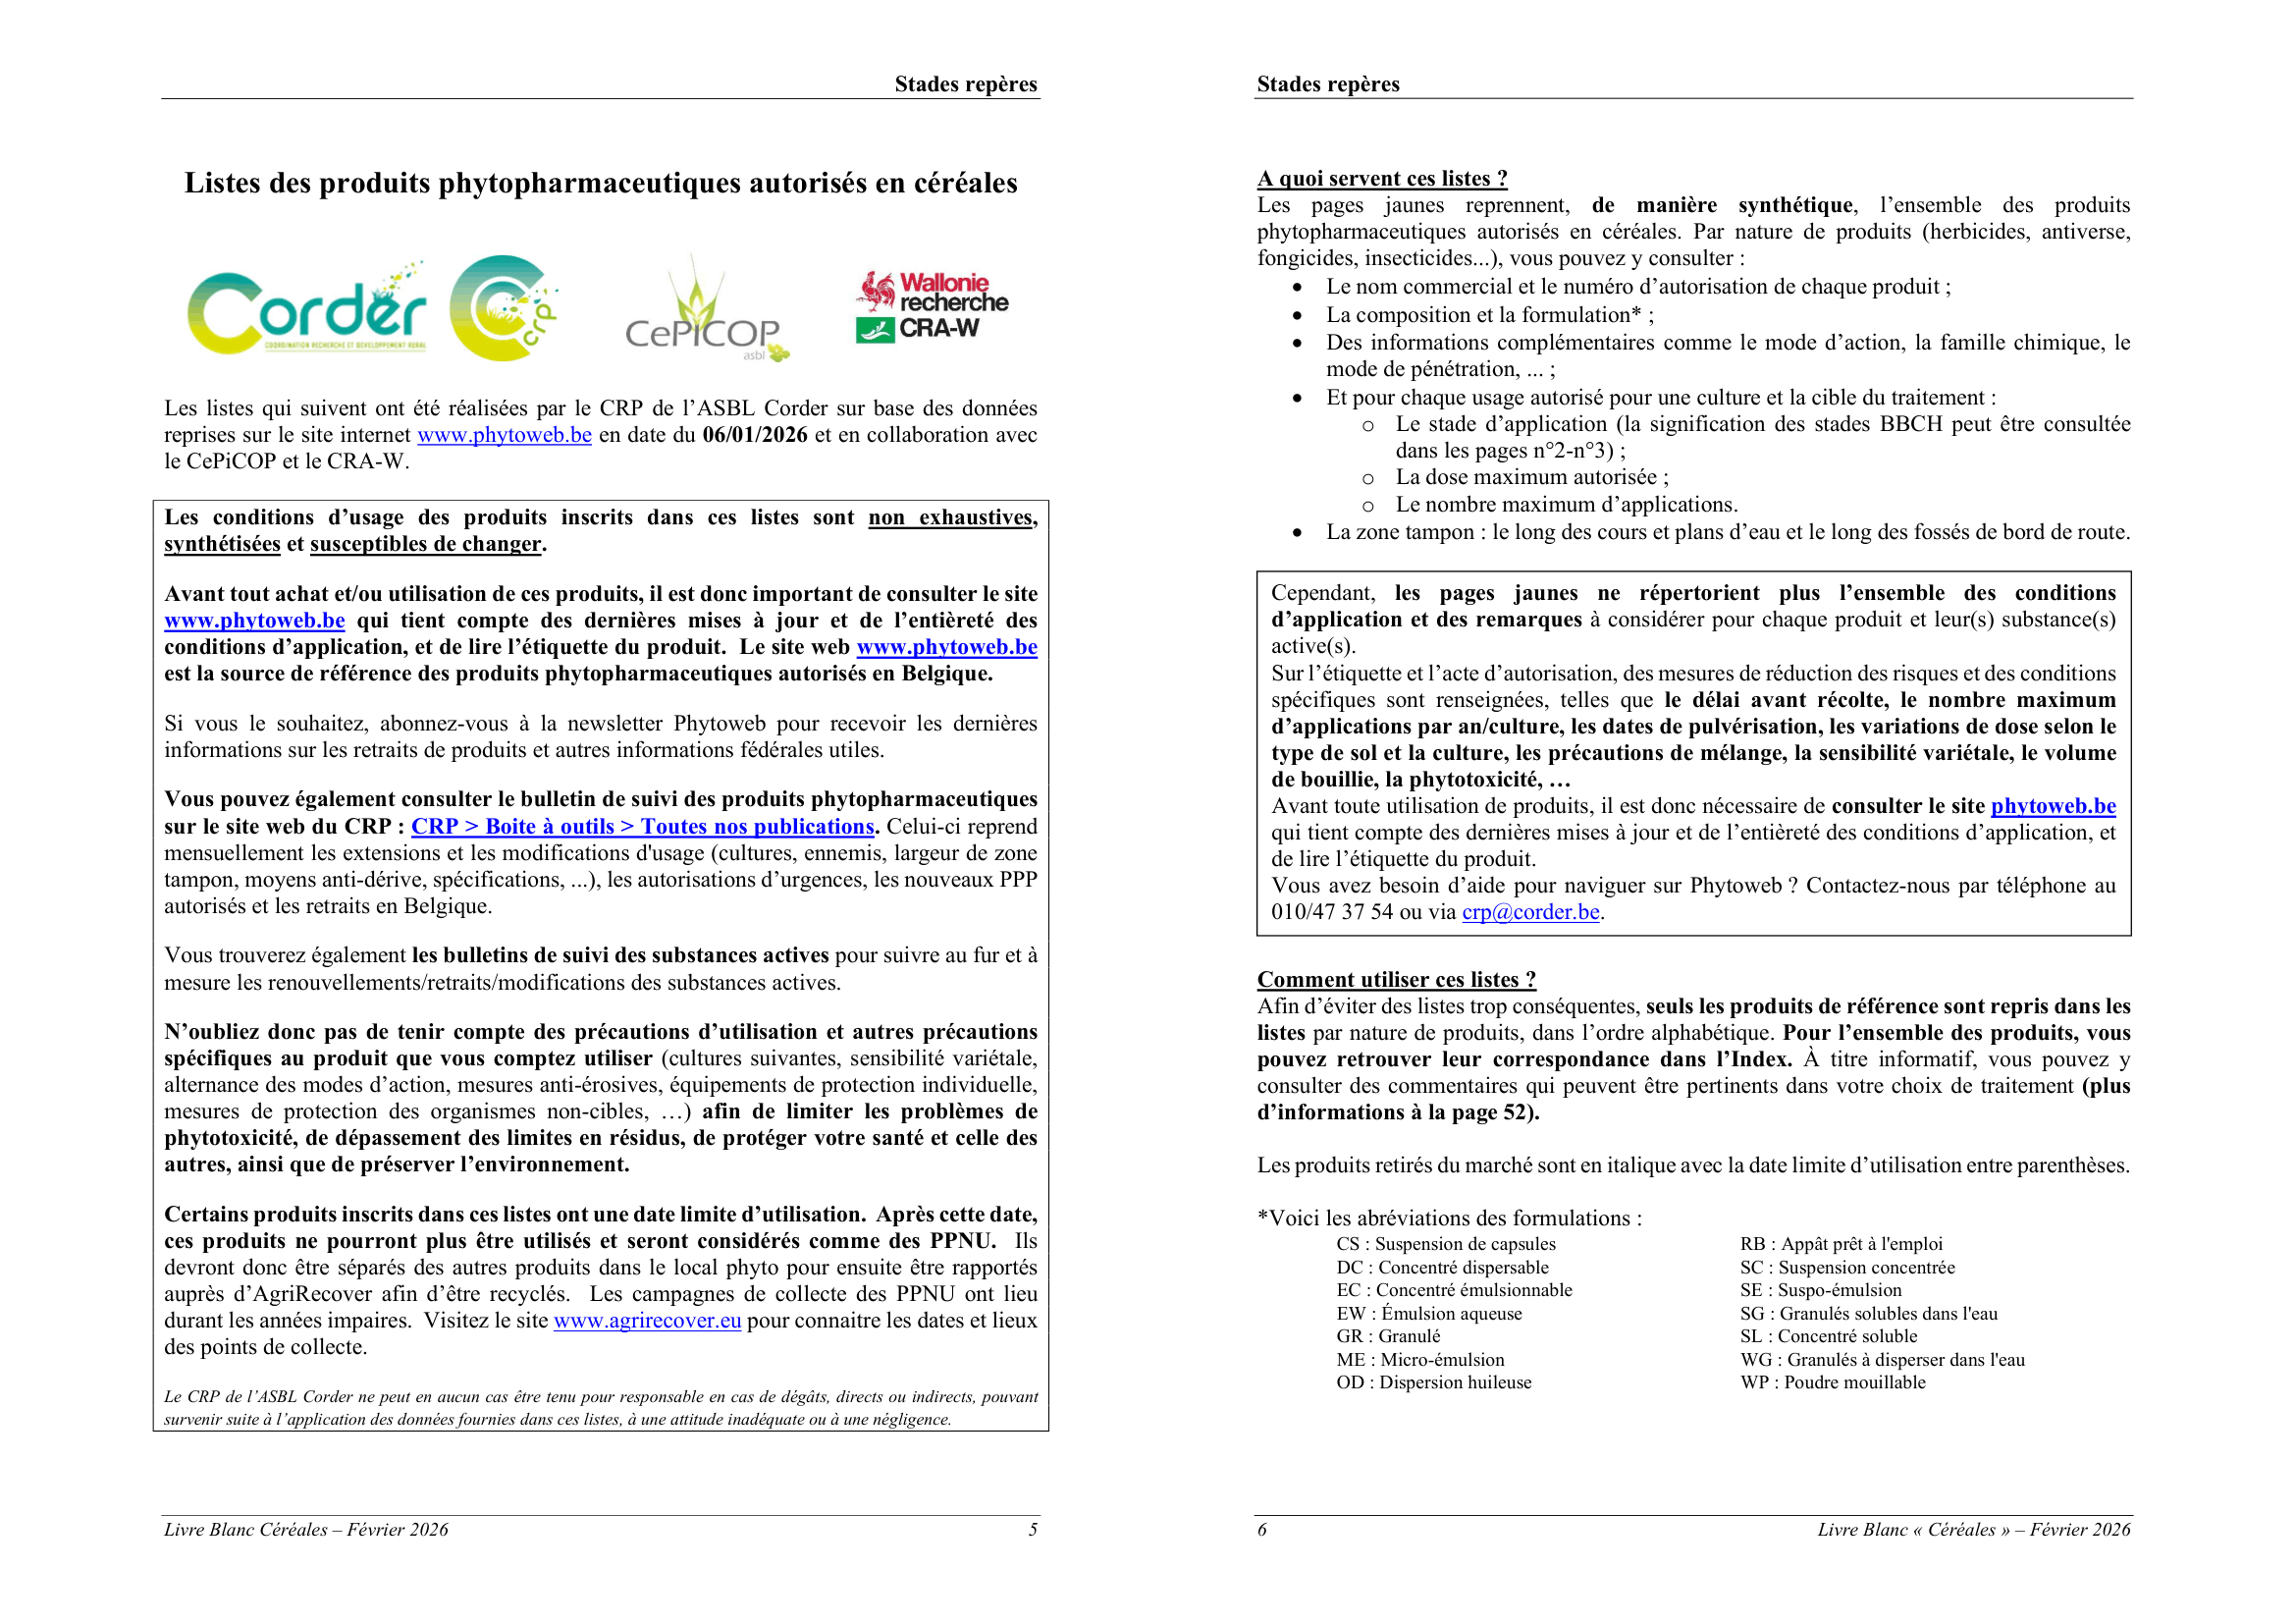 Stades repères
Listes des produits phytopharmaceutiques autorisés en céréales
Corder
COORDINATION RECHERCHE ET DÉVELOPPEMENT RURAL
crp
CePiCOP
asbl
Wallonie
recherche
CRA-W
Les listes qui suivent ont été réalisées par le CRP de l’ASBL Corder sur base des données
reprises sur le site internet www.phytoweb.be en date du 06/01/2026 et en collaboration avec
le CePiCOP et le CRA-W.
Les conditions d’usage des produits inscrits dans ces listes sont non exhaustives,
synthétisées et susceptibles de changer.
Avant tout achat et/ou utilisation de ces produits, il est donc important de consulter le site
www.phytoweb.be qui tient compte des dernières mises à jour et de l’entièreté des
conditions d’application, et de lire l’étiquette du produit. Le site web www.phytoweb.be
est la source de référence des produits phytopharmaceutiques autorisés en Belgique.
Si vous le souhaitez, abonnez-vous à la newsletter Phytoweb pour recevoir les dernières
informations sur les retraits de produits et autres informations fédérales utiles.
Vous pouvez également consulter le bulletin de suivi des produits phytopharmaceutiques
sur le site web du CRP : CRP > Boite à outils > Toutes nos publications. Celui-ci reprend
mensuellement les extensions et les modifications d'usage (cultures, ennemis, largeur de zone
tampon, moyens anti-dérive, spécifications, ...), les autorisations d’urgences, les nouveaux PPP
autorisés et les retraits en Belgique.
Vous trouverez également les bulletins de suivi des substances actives pour suivre au fur et à
mesure les renouvellements/retraits/modifications des substances actives.
N’oubliez donc pas de tenir compte des précautions d’utilisation et autres précautions
spécifiques au produit que vous comptez utiliser (cultures suivantes, sensibilité variétale,
alternance des modes d’action, mesures anti-érosives, équipements de protection individuelle,
mesures de protection des organismes non-cibles, …) afin de limiter les problèmes de
phytotoxicité, de dépassement des limites en résidus, de protéger votre santé et celle des
autres, ainsi que de préserver l’environnement.
Certains produits inscrits dans ces listes ont une date limite d’utilisation. Après cette date,
ces produits ne pourront plus être utilisés et seront considérés comme des PPNU. Ils
devront donc être séparés des autres produits dans le local phyto pour ensuite être rapportés
auprès d’AgriRecover afin d’être recyclés. Les campagnes de collecte des PPNU ont lieu
durant les années impaires. Visitez le site www.agrirecover.eu pour connaitre les dates et lieux
des points de collecte.
Le CRP de l’ASBL Corder ne peut en aucun cas être tenu pour responsable en cas de dégâts, directs ou indirects, pouvant
survenir suite à l’application des données fournies dans ces listes, à une attitude inadéquate ou à une négligence.
Livre Blanc Céréales – Février 2026 5
Stades repères
A quoi servent ces listes ?
Les pages jaunes reprennent, de manière synthétique, l’ensemble des produits
phytopharmaceutiques autorisés en céréales. Par nature de produits (herbicides, antiverse,
fongicides, insecticides...), vous pouvez y consulter :
• Le nom commercial et le numéro d’autorisation de chaque produit ;
• La composition et la formulation* ;
• Des informations complémentaires comme le mode d’action, la famille chimique, le
mode de pénétration, ... ;
• Et pour chaque usage autorisé pour une culture et la cible du traitement :
o Le stade d’application (la signification des stades BBCH peut être consultée
dans les pages n°2-n°3) ;
o La dose maximum autorisée ;
o Le nombre maximum d’applications.
• La zone tampon : le long des cours et plans d’eau et le long des fossés de bord de route.
Cependant, les pages jaunes ne répertorient plus l’ensemble des conditions
d’application et des remarques à considérer pour chaque produit et leur(s) substance(s)
active(s).
Sur l’étiquette et l’acte d’autorisation, des mesures de réduction des risques et des conditions
spécifiques sont renseignées, telles que le délai avant récolte, le nombre maximum
d’applications par an/culture, les dates de pulvérisation, les variations de dose selon le
type de sol et la culture, les précautions de mélange, la sensibilité variétale, le volume
de bouillie, la phytotoxicité, …
Avant toute utilisation de produits, il est donc nécessaire de consulter le site phytoweb.be
qui tient compte des dernières mises à jour et de l’entièreté des conditions d’application, et
de lire l’étiquette du produit.
Vous avez besoin d’aide pour naviguer sur Phytoweb ? Contactez-nous par téléphone au
010/47 37 54 ou via crp@corder.be.
Comment utiliser ces listes ?
Afin d’éviter des listes trop conséquentes, seuls les produits de référence sont repris dans les
listes par nature de produits, dans l’ordre alphabétique. Pour l’ensemble des produits, vous
pouvez retrouver leur correspondance dans l’Index. À titre informatif, vous pouvez y
consulter des commentaires qui peuvent être pertinents dans votre choix de traitement (plus
d’informations à la page 52).
Les produits retirés du marché sont en italique avec la date limite d’utilisation entre parenthèses.
*Voici les abréviations des formulations :
CS : Suspension de capsules
DC : Concentré dispersable
EC : Concentré émulsionnable
EW : Émulsion aqueuse
GR : Granulé
ME : Micro-émulsion
OD : Dispersion huileuse
RB : Appât prêt à l'emploi
SC : Suspension concentrée
SE : Suspo-émulsion
SG : Granulés solubles dans l'eau
SL : Concentré soluble
WG : Granulés à disperser dans l'eau
WP : Poudre mouillable
6 Livre Blanc « Céréales » – Février 2026